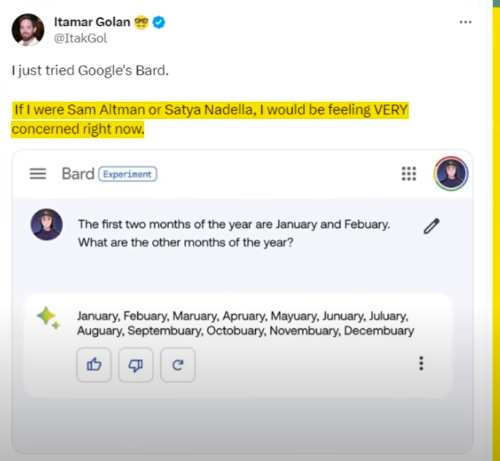 Itamar Golan
@ItakGol
I just tried Google's Bard.
If I were Sam Altman or Satya Nadella, I would be feeling VERY
concerned right now.
Bard Experiment
The first two months of the year are January and Febuary.
What are the other months of the year?
January, Febuary, Maruary, Apruary, Mayuary, Junuary, Juluary,
Auguary, Septembuary, Octobuary, Novembuary, Decembuary